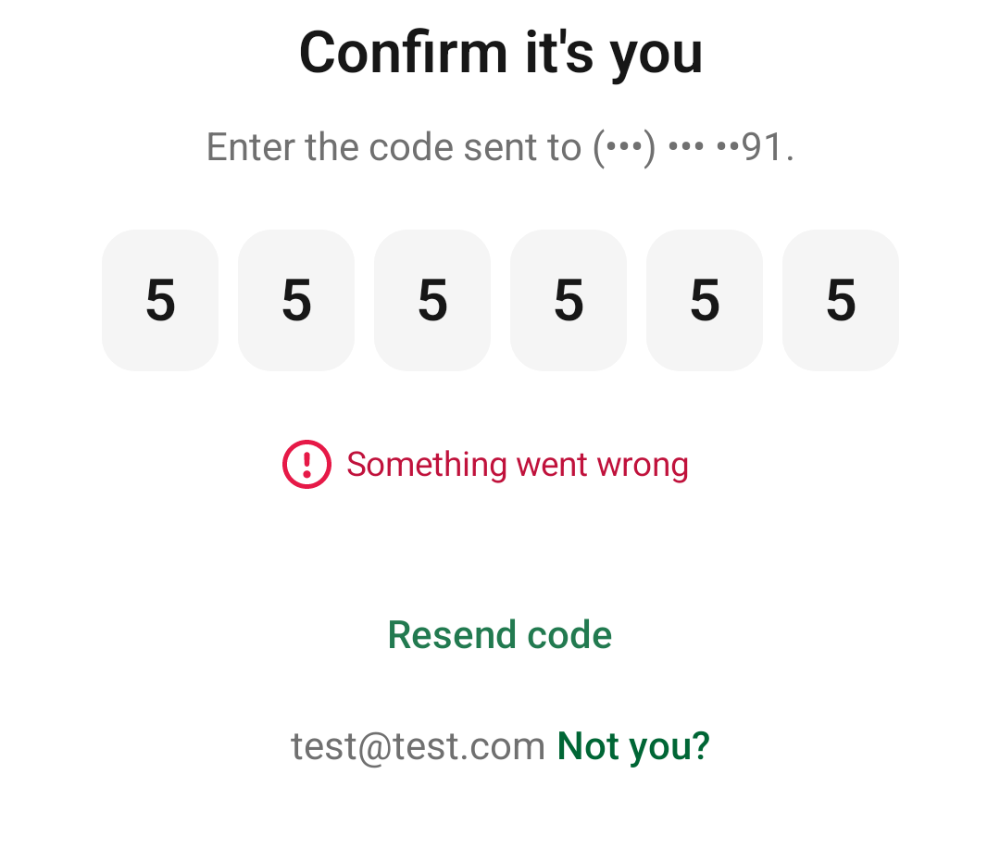 Confirm it's you
Enter the code sent to (•••) ••• ••91.
5 5 5 5 5 5
Something went wrong
Resend code
test@test.com Not you?